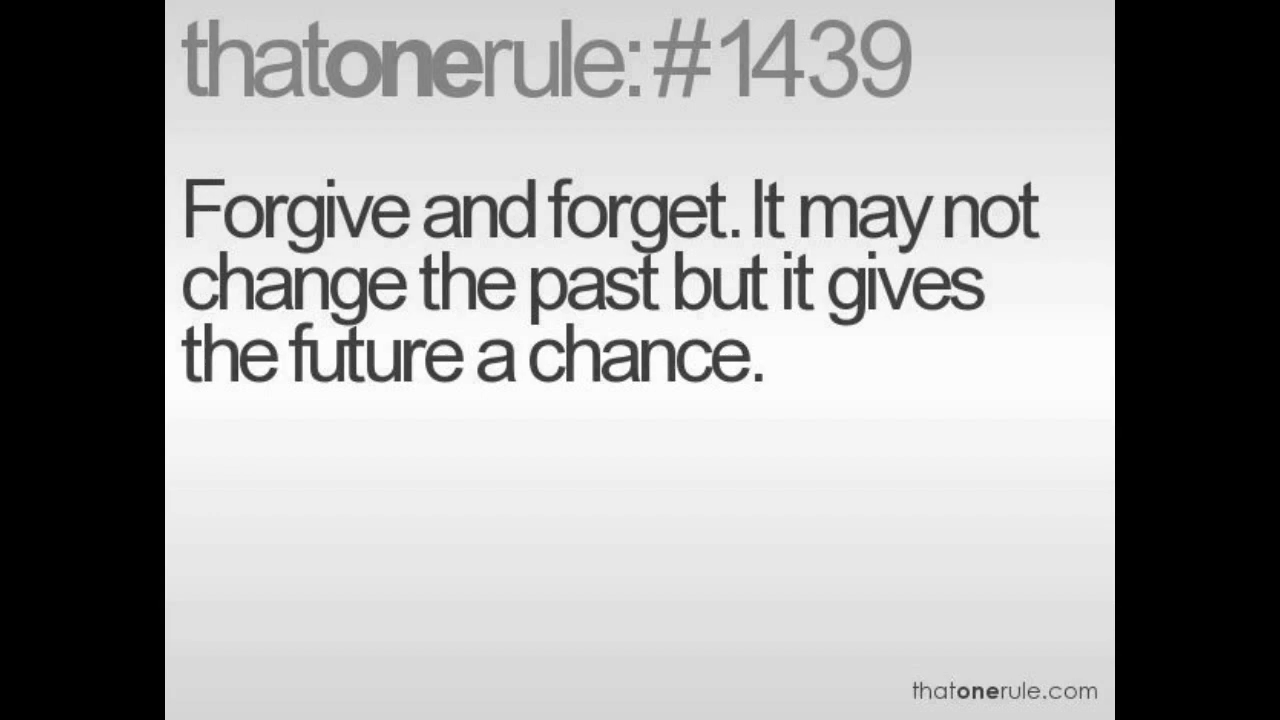 thatonerule: #1439
Forgive and forget. It may not
change the past but it gives
the future a chance.
thatonerule.com